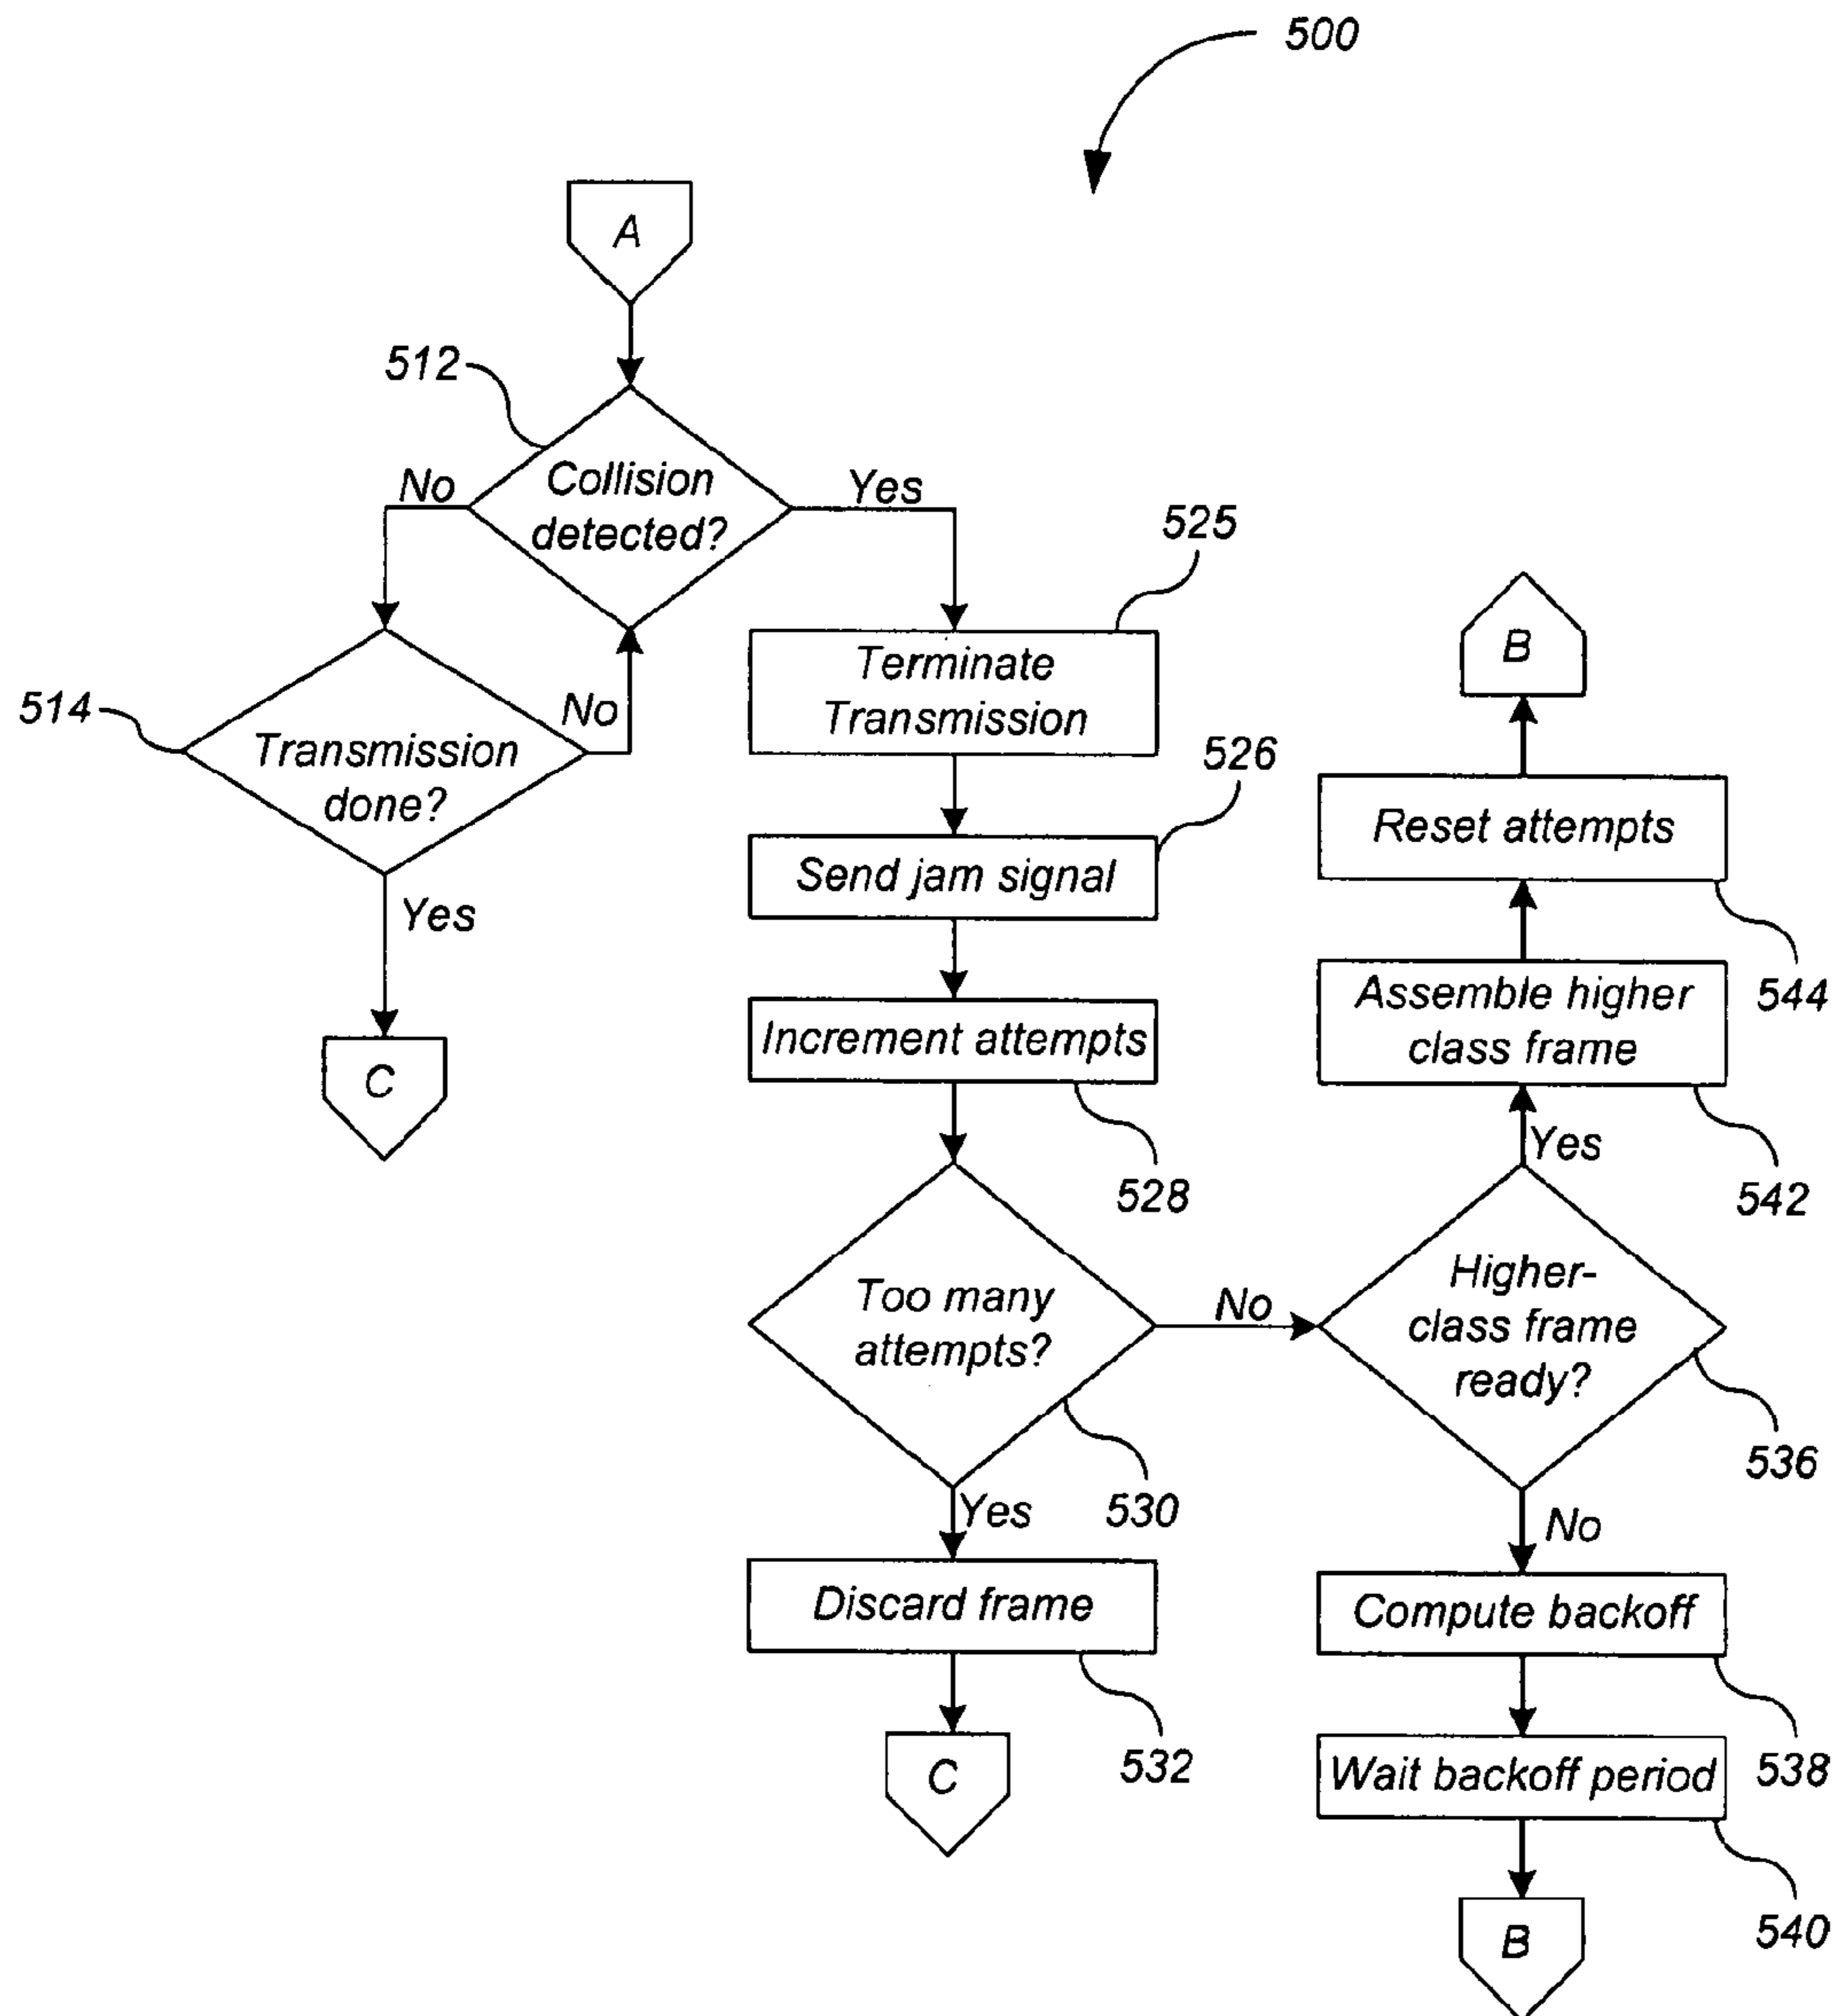 500
A
512
Collision
detected?
No
Yes
525
Terminate
Transmission
514
Transmission
done?
No
Yes
C
526
Send jam signal
Increment attempts
528
Too many
attempts?
530
No
Yes
Discard frame
532
C
B
Reset attempts
544
Assemble higher
class frame
542
Yes
Higher-
class frame
ready?
536
No
Compute backoff
538
Wait backoff period
540
B